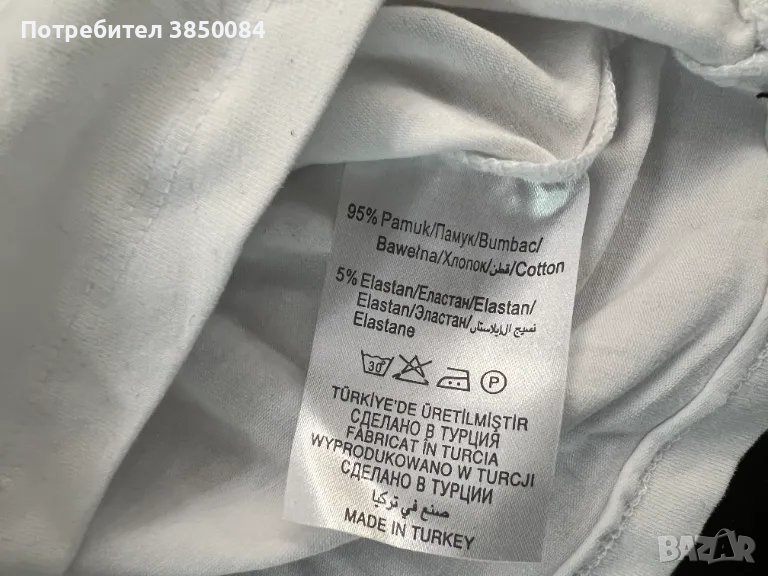 Потребител 3850084
95% Pamuk/Памук/Bumbac/
Bawełna/Хлопок/قطن/Cotton
5% Elastan/Еластан/Elastan/
Elastan/Эластан/نسيج الإيلاستان/
Elastane
30°
P
TÜRKİYE'DE ÜRETİLMİŞTİR
СДЕЛАНО В ТУРЦИЯ
FABRICAT ÎN TURCIA
WYPRODUKOWANO W TURCJI
СДЕЛАНО В ТУРЦИИ
صنع في تركيا
MADE IN TURKEY
BAZAR